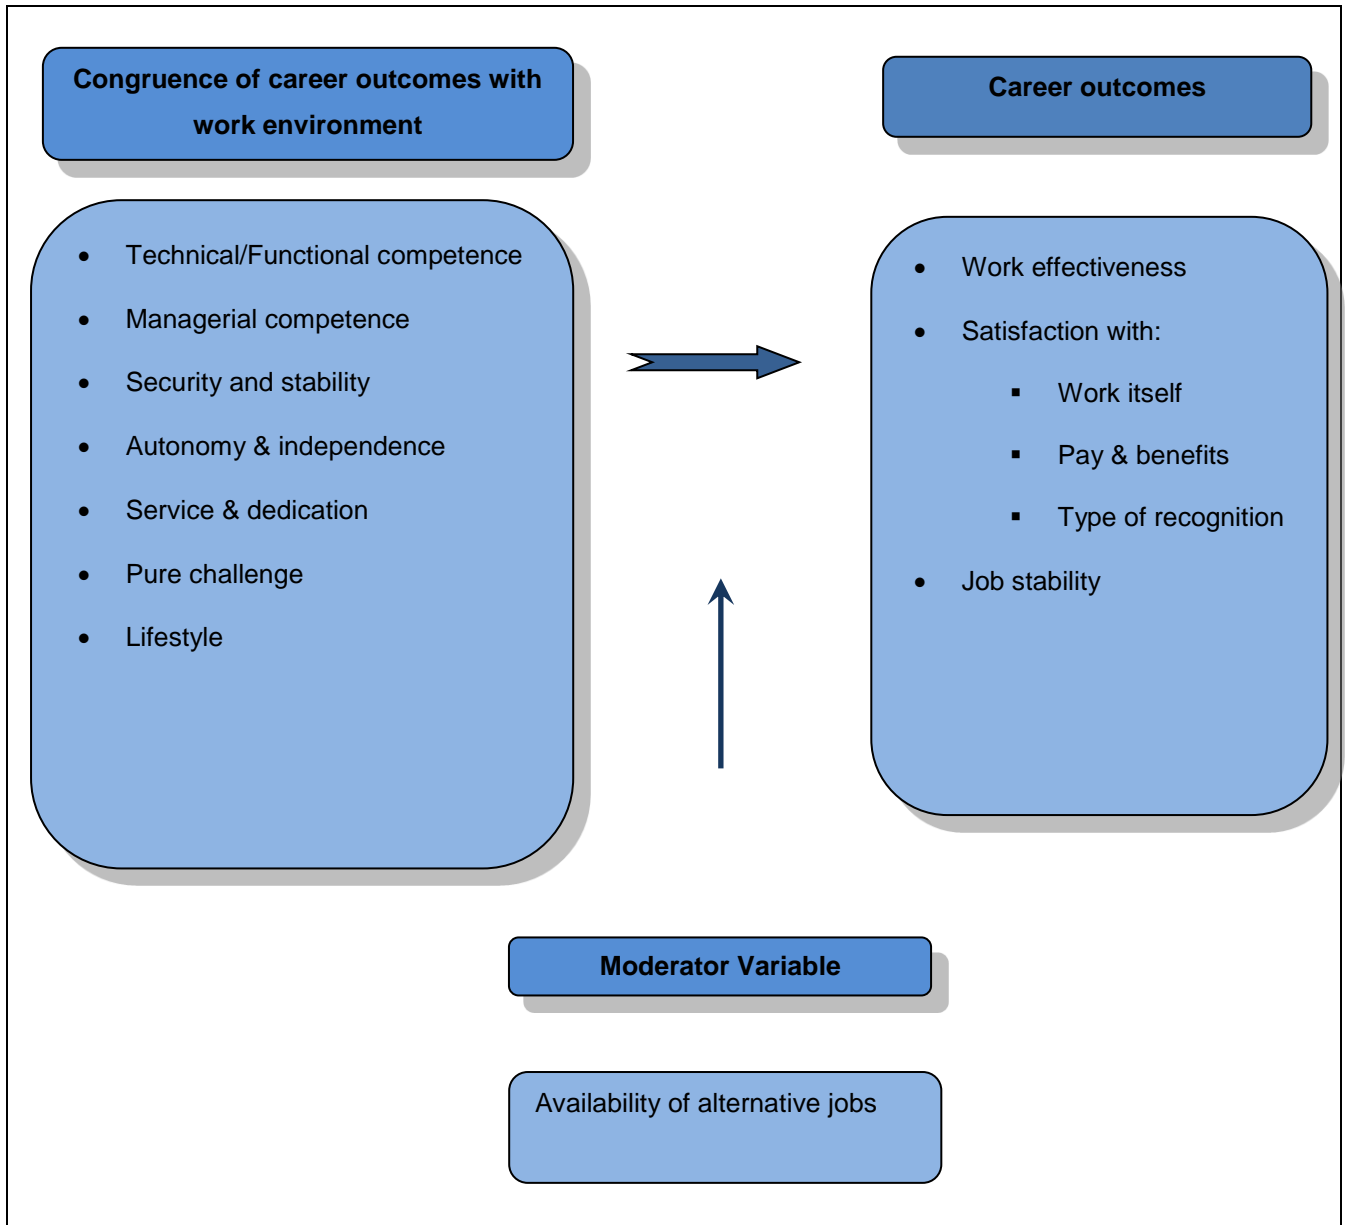 Congruence of career outcomes with
work environment
Technical/Functional competence
Managerial competence
Security and stability
Autonomy & independence
Service & dedication
Pure challenge
Lifestyle
Career outcomes
Work effectiveness
Satisfaction with:
Work itself
Pay & benefits
Type of recognition
Job stability
Moderator Variable
Availability of alternative jobs